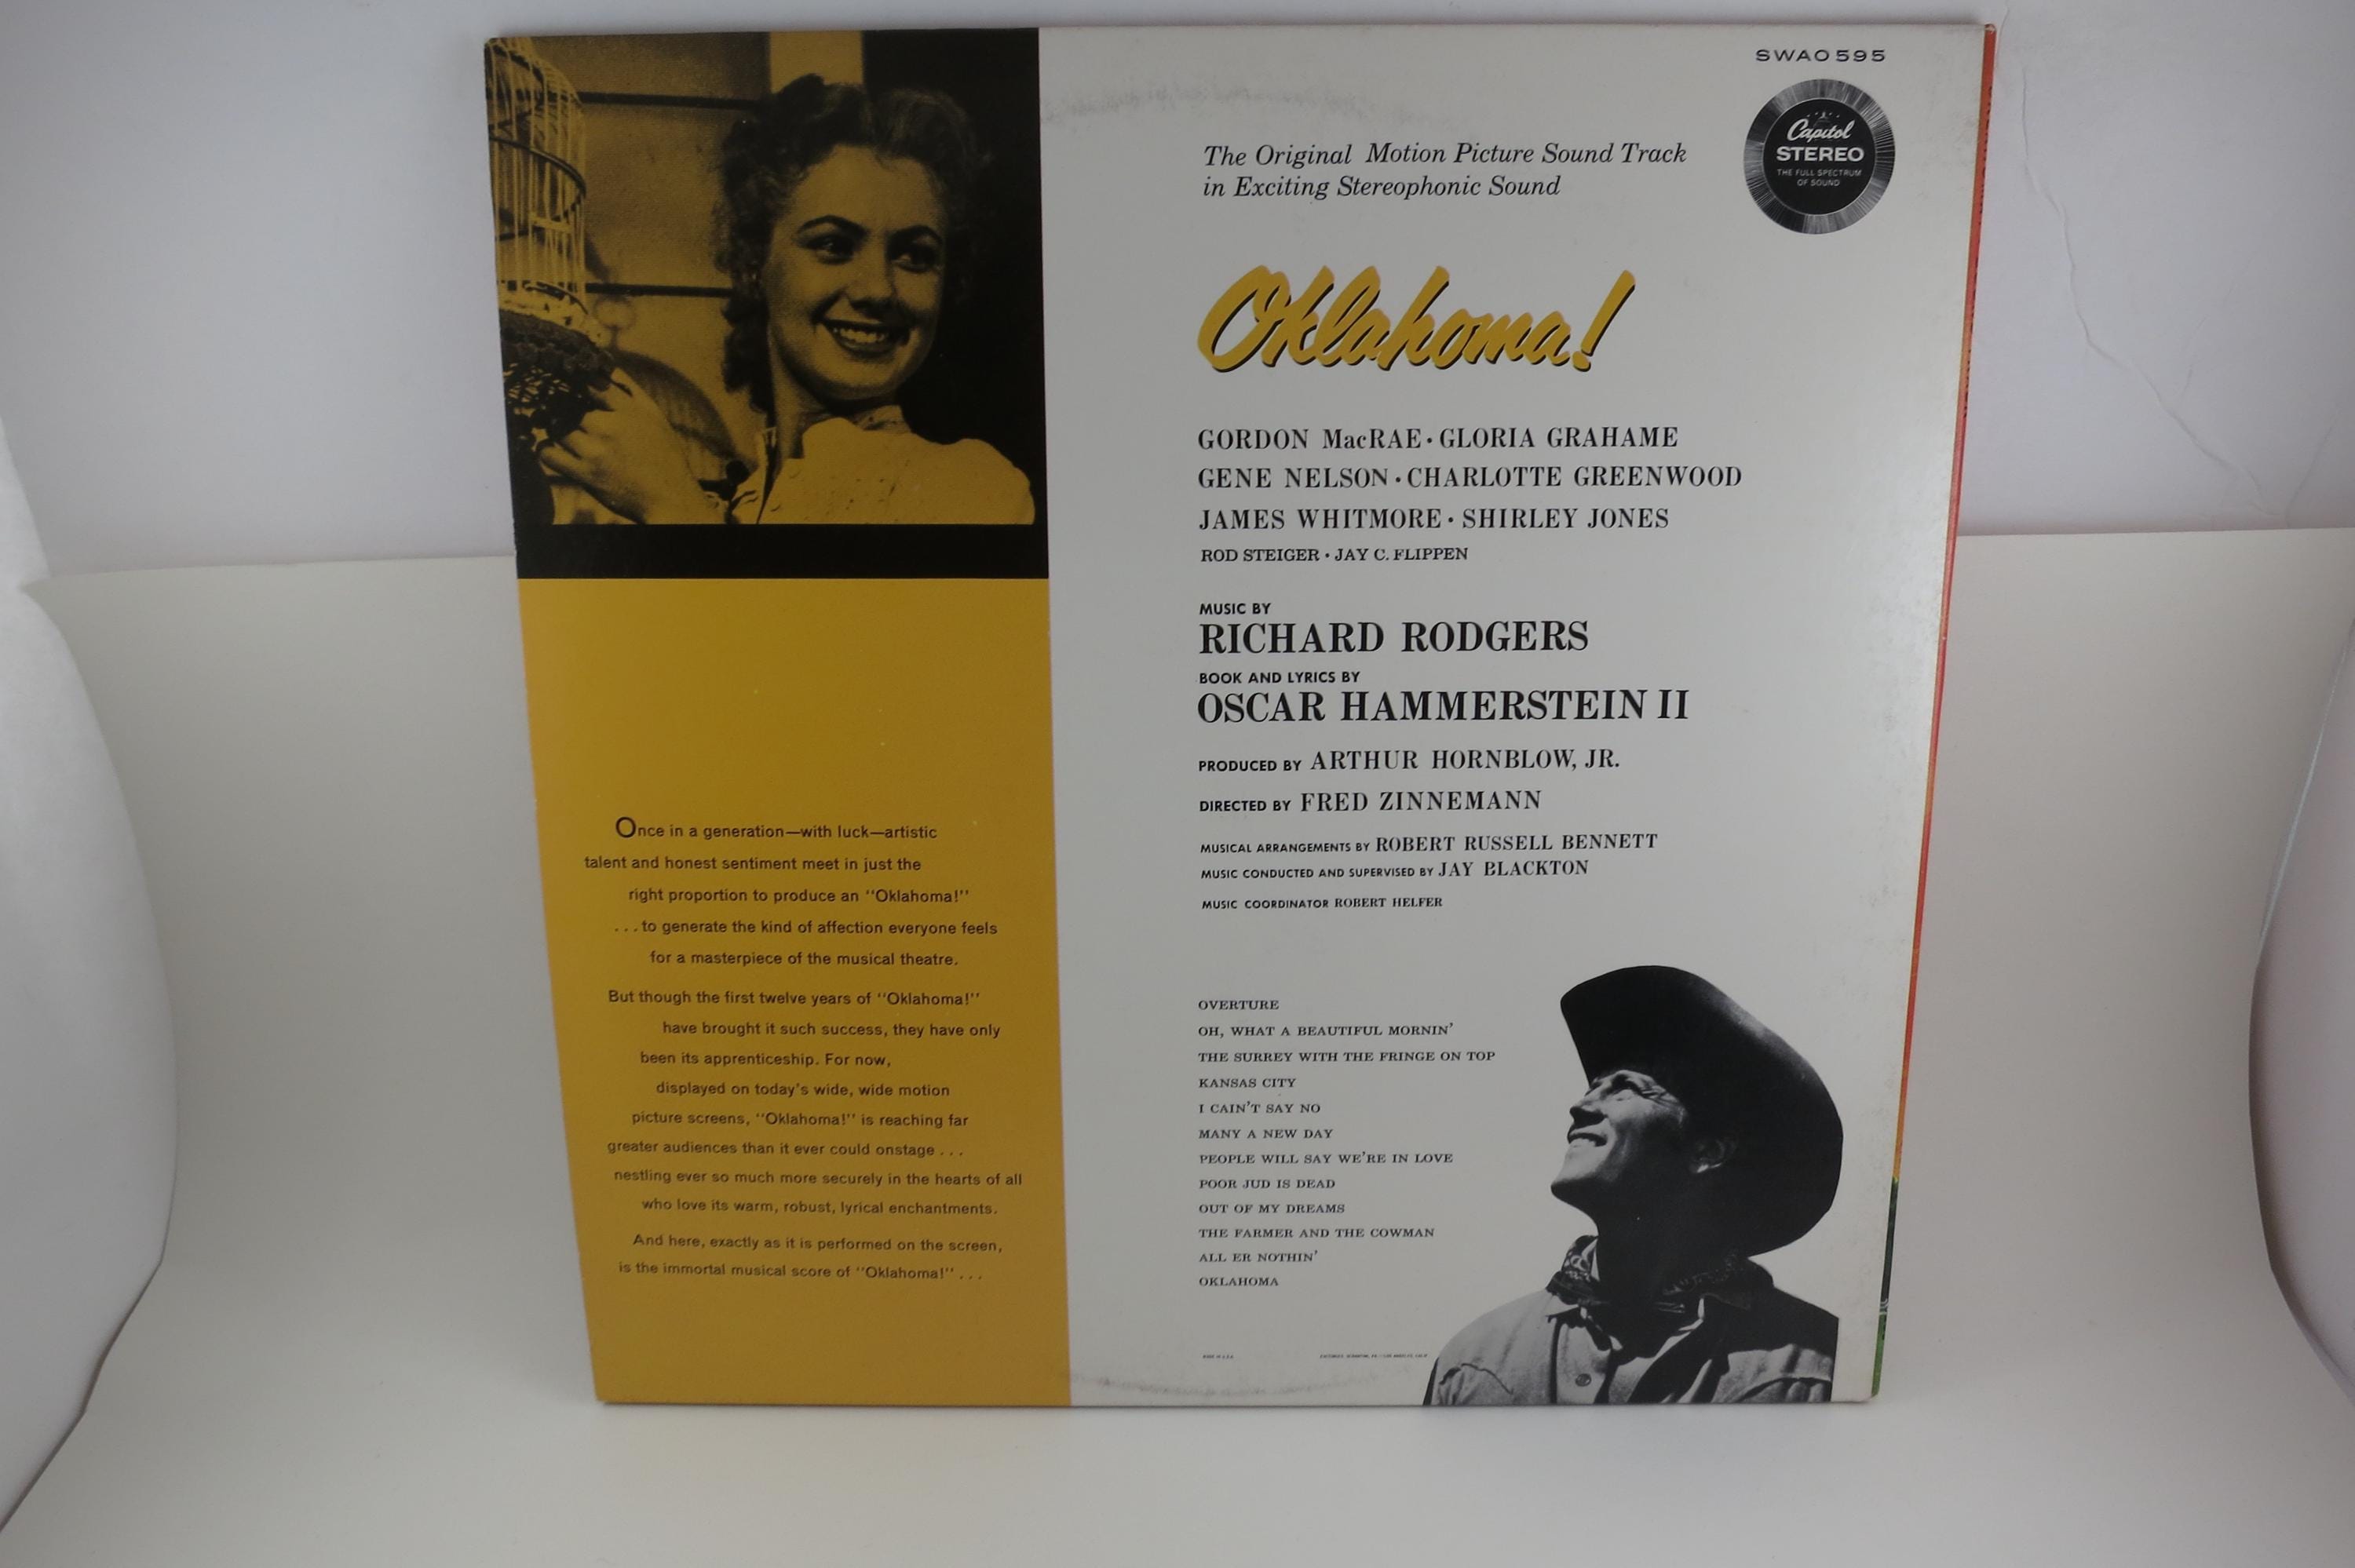 SWAO 595
Capitol
STEREO
THE FULL SPECTRUM
OF SOUND
The Original Motion Picture Sound Track
in Exciting Stereophonic Sound
Oklahoma!
GORDON MacRAE • GLORIA GRAHAME
GENE NELSON • CHARLOTTE GREENWOOD
JAMES WHITMORE • SHIRLEY JONES
ROD STEIGER • JAY C. FLIPPEN
MUSIC BY
RICHARD RODGERS
BOOK AND LYRICS BY
OSCAR HAMMERSTEIN II
PRODUCED BY ARTHUR HORNBLOW, JR.
DIRECTED BY FRED ZINNEMANN
MUSICAL ARRANGEMENTS BY ROBERT RUSSELL BENNETT
MUSIC CONDUCTED AND SUPERVISED BY JAY BLACKTON
MUSIC COORDINATOR ROBERT HELFER
Once in a generation—with luck—artistic
talent and honest sentiment meet in just the
right proportion to produce an "Oklahoma!"
...to generate the kind of affection everyone feels
for a masterpiece of the musical theatre.
But though the first twelve years of "Oklahoma!"
have brought it such success, they have only
been its apprenticeship. For now,
displayed on today's wide, wide motion
picture screens, "Oklahoma!" is reaching far
greater audiences than it ever could onstage...
nestling ever so much more securely in the hearts of all
who love its warm, robust, lyrical enchantments.
And here, exactly as it is performed on the screen,
is the immortal musical score of "Oklahoma!"...
OVERTURE
OH, WHAT A BEAUTIFUL MORNIN'
THE SURREY WITH THE FRINGE ON TOP
KANSAS CITY
I CAIN'T SAY NO
MANY A NEW DAY
PEOPLE WILL SAY WE'RE IN LOVE
POOR JUD IS DEAD
OUT OF MY DREAMS
THE FARMER AND THE COWMAN
ALL ER NOTHIN'
OKLAHOMA